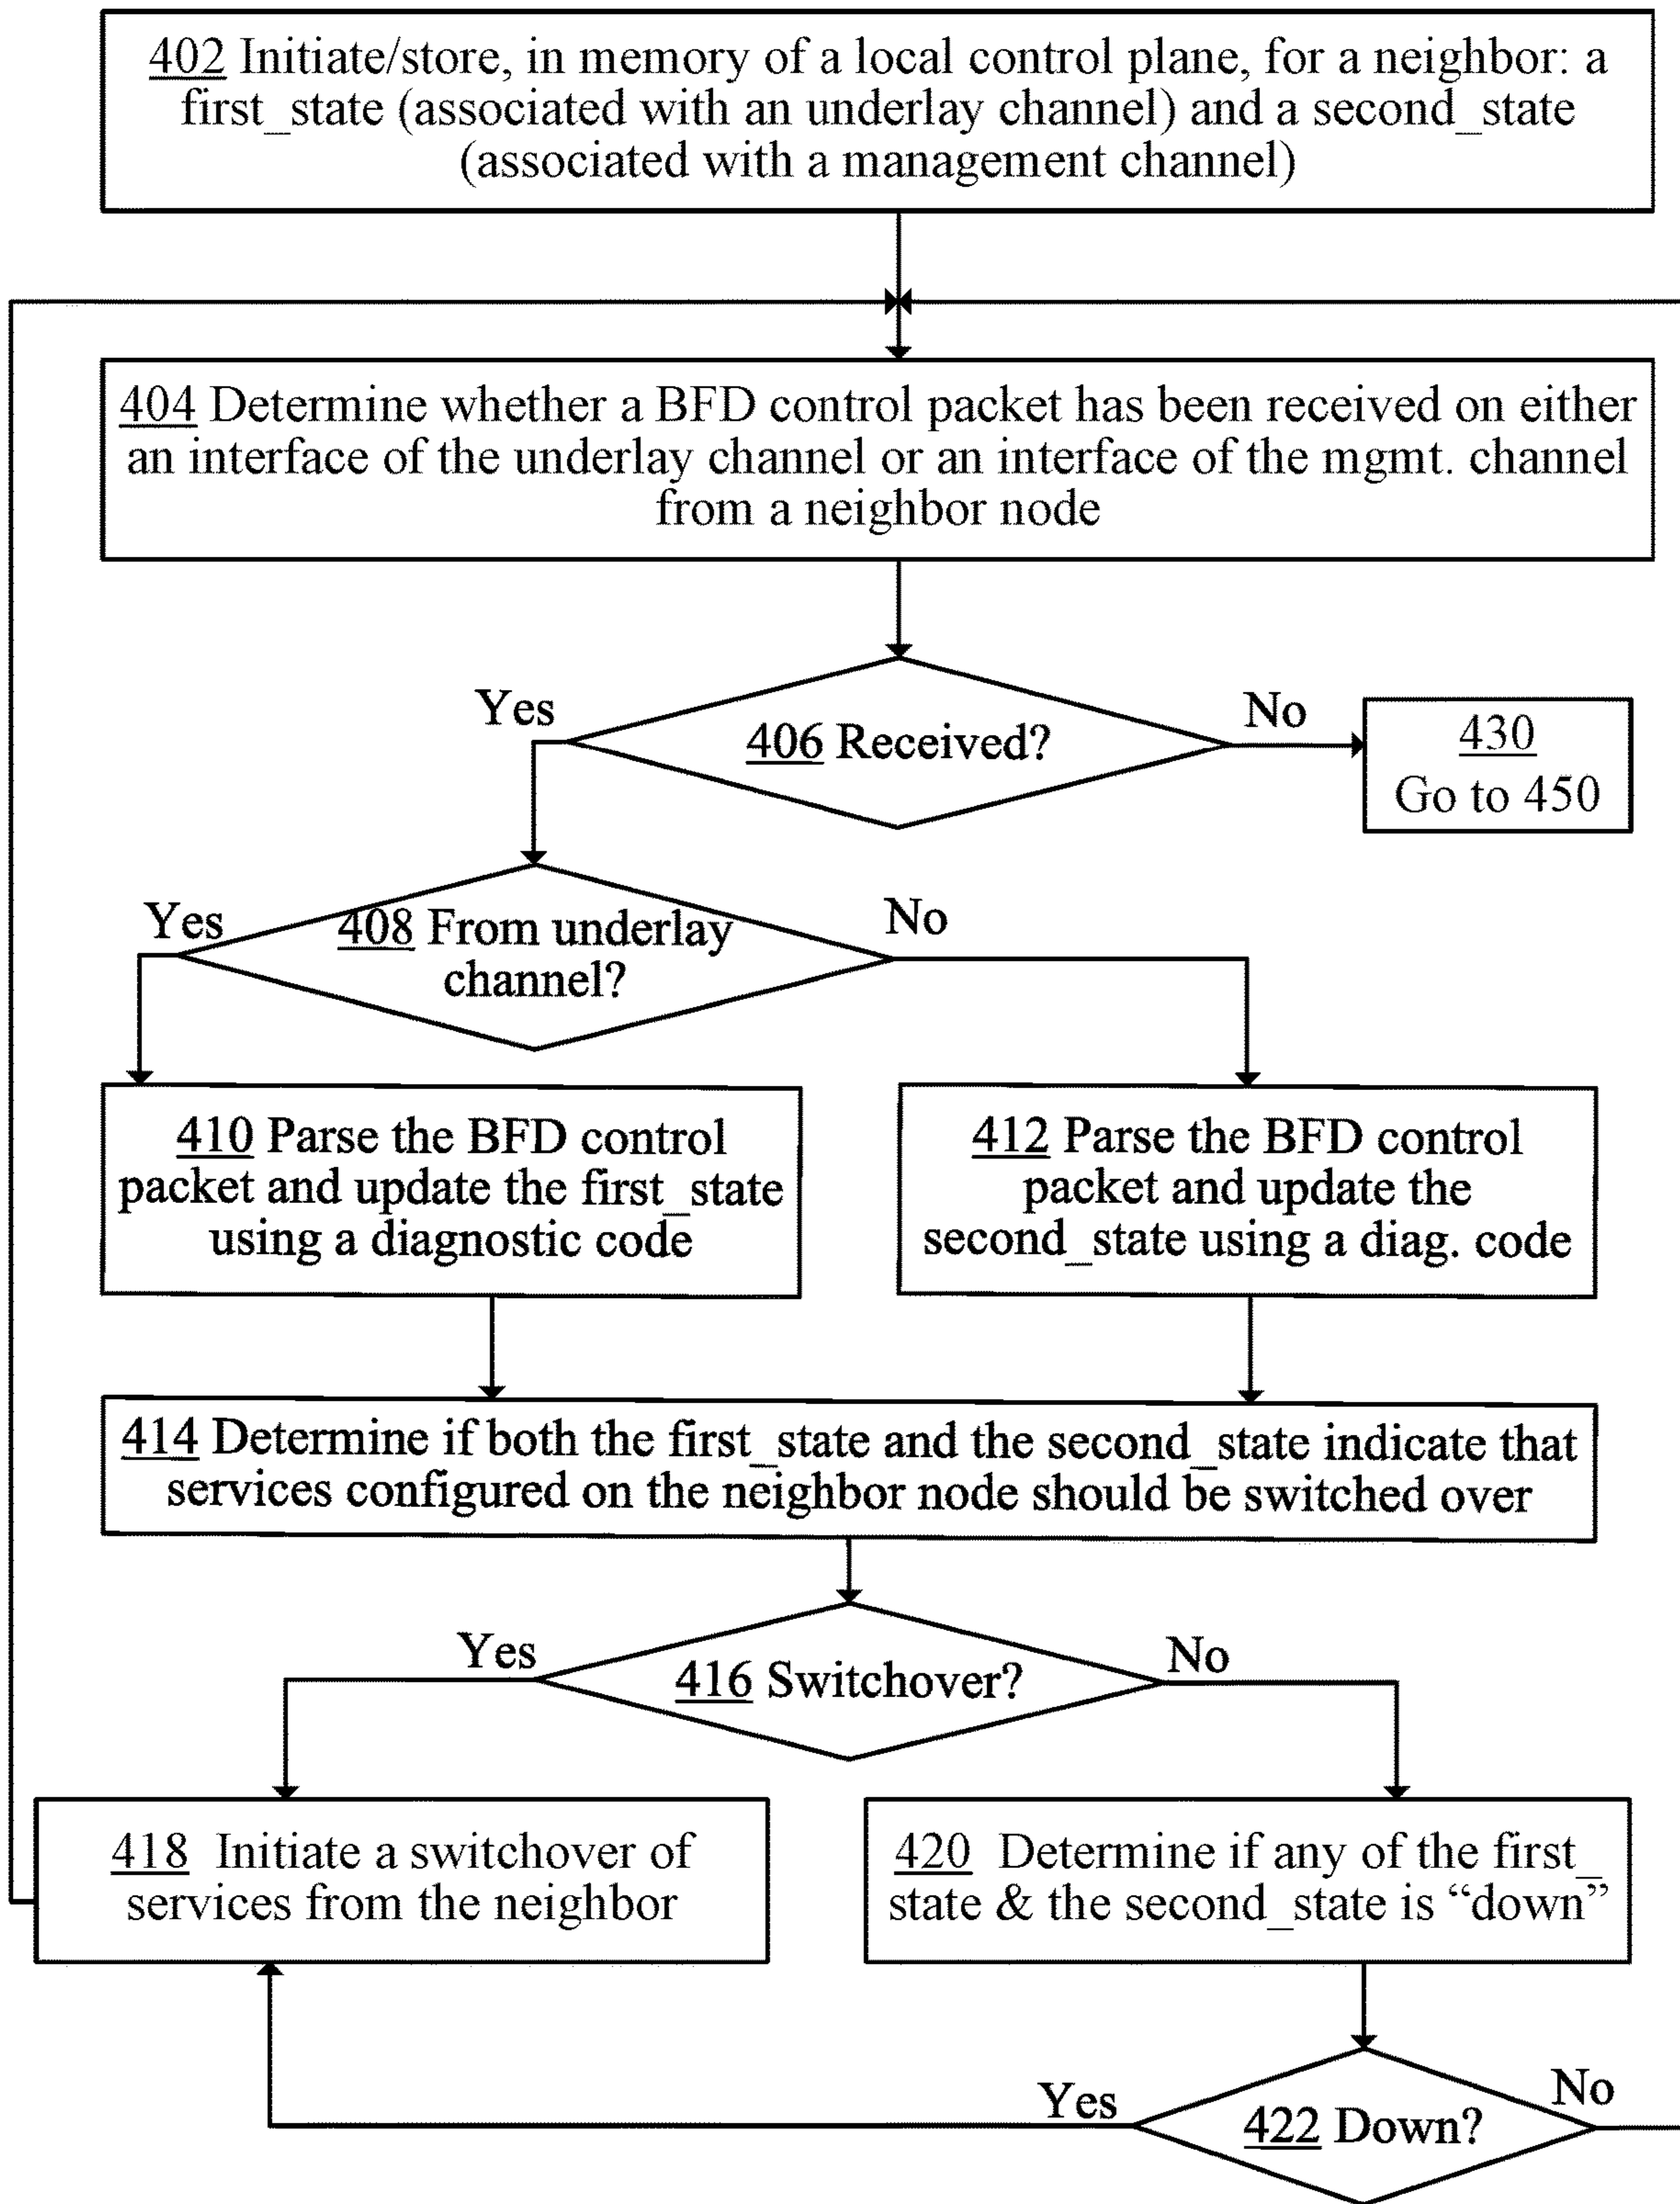 402 Initiate/store, in memory of a local control plane, for a neighbor: a
first_state (associated with an underlay channel) and a second_state
(associated with a management channel)
404 Determine whether a BFD control packet has been received on either
an interface of the underlay channel or an interface of the mgmt. channel
from a neighbor node
Yes
406 Received?
No
430
Go to 450
Yes
408 From underlay
channel?
No
410 Parse the BFD control
packet and update the first_state
using a diagnostic code
412 Parse the BFD control
packet and update the
second_state using a diag. code
414 Determine if both the first_state and the second_state indicate that
services configured on the neighbor node should be switched over
Yes
416 Switchover?
No
418 Initiate a switchover of
services from the neighbor
420 Determine if any of the first_
state & the second_state is “down”
Yes
422 Down?
No